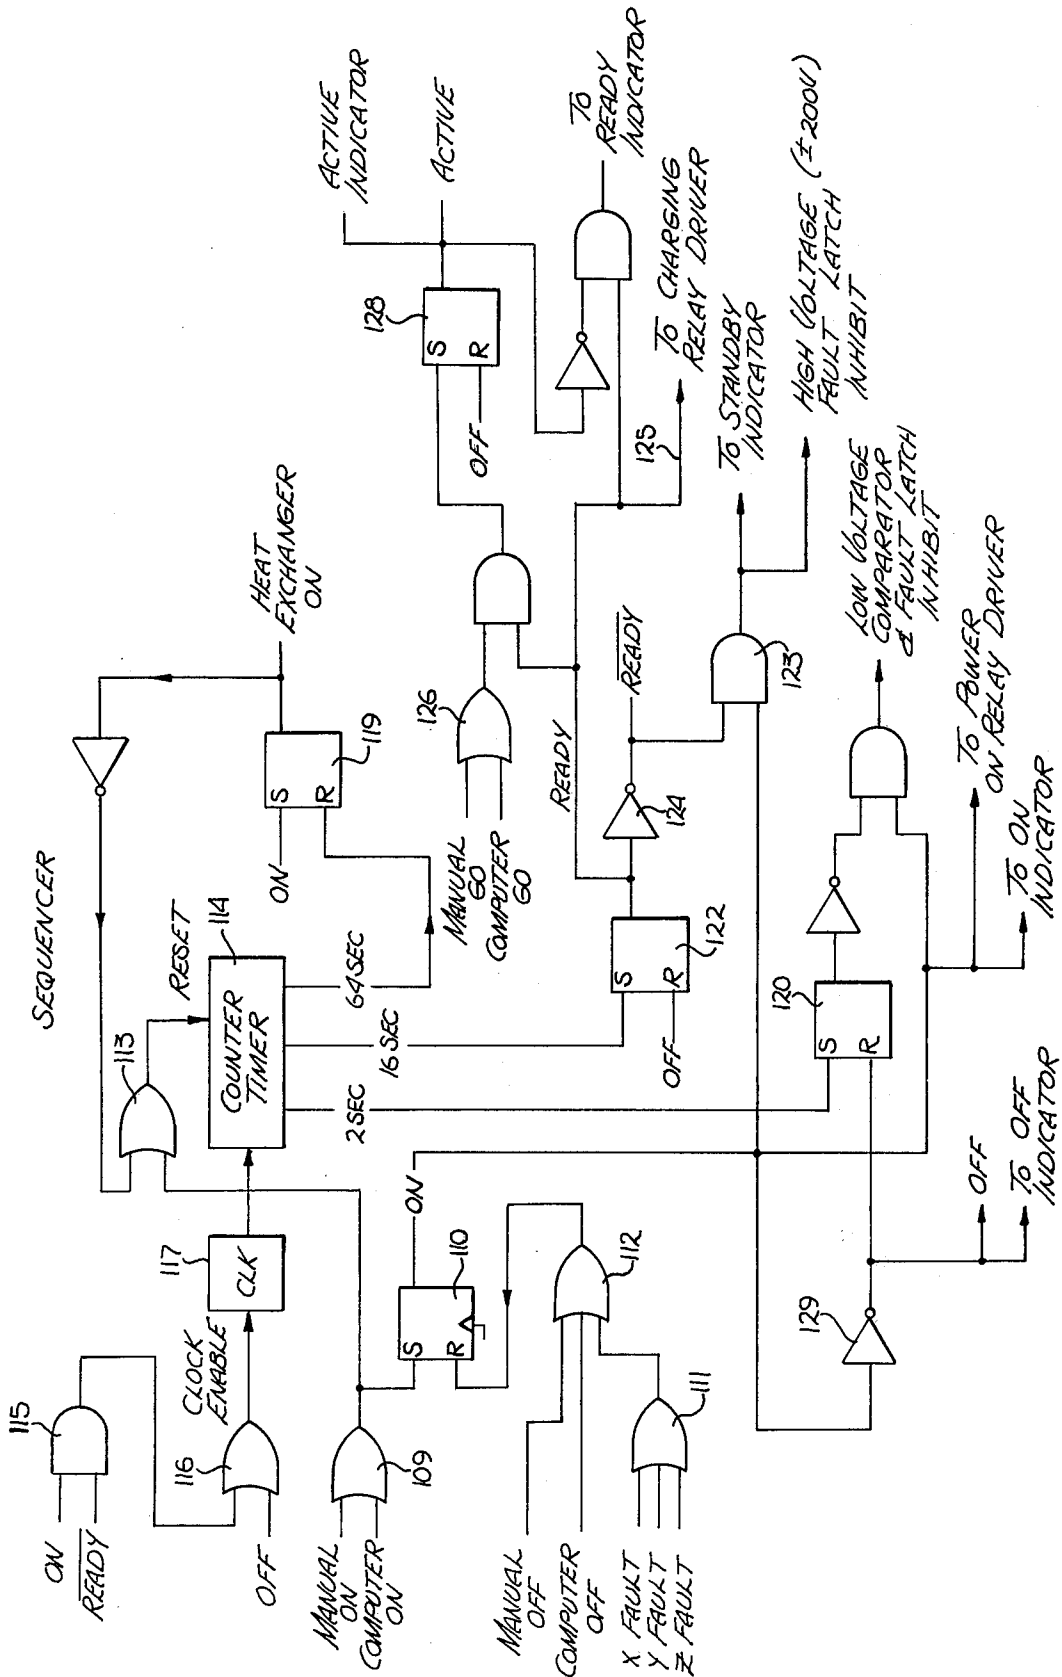 SEQUENCER
ON
R̅E̅A̅D̅Y̅
115
116
OFF
CLOCK
ENABLE
117
CLK
113
RESET
114
COUNTER
TIMER
2SEC
16SEC
64SEC
ON
S
R
119
HEAT
EXCHANGER
ON
MANUAL
ON
COMPUTER
ON
109
S
R
110
ON
MANUAL
OFF
COMPUTER
OFF
112
X FAULT
Y FAULT
Z FAULT
111
MANUAL
GO
COMPUTER
GO
126
S
R
128
OFF
ACTIVE
INDICATOR
ACTIVE
TO
READY
INDICATOR
READY
125
TO CHARGING
RELAY DRIVER
S
R
122
OFF
124
R̅E̅A̅D̅Y̅
123
TO STANDBY
INDICATOR
HIGH VOLTAGE (±200V)
FAULT LATCH
INHIBIT
120
S
R
LOW VOLTAGE
COMPARATOR
& FAULT LATCH
INHIBIT
TO POWER
ON RELAY DRIVER
TO ON
INDICATOR
129
OFF
TO OFF
INDICATOR